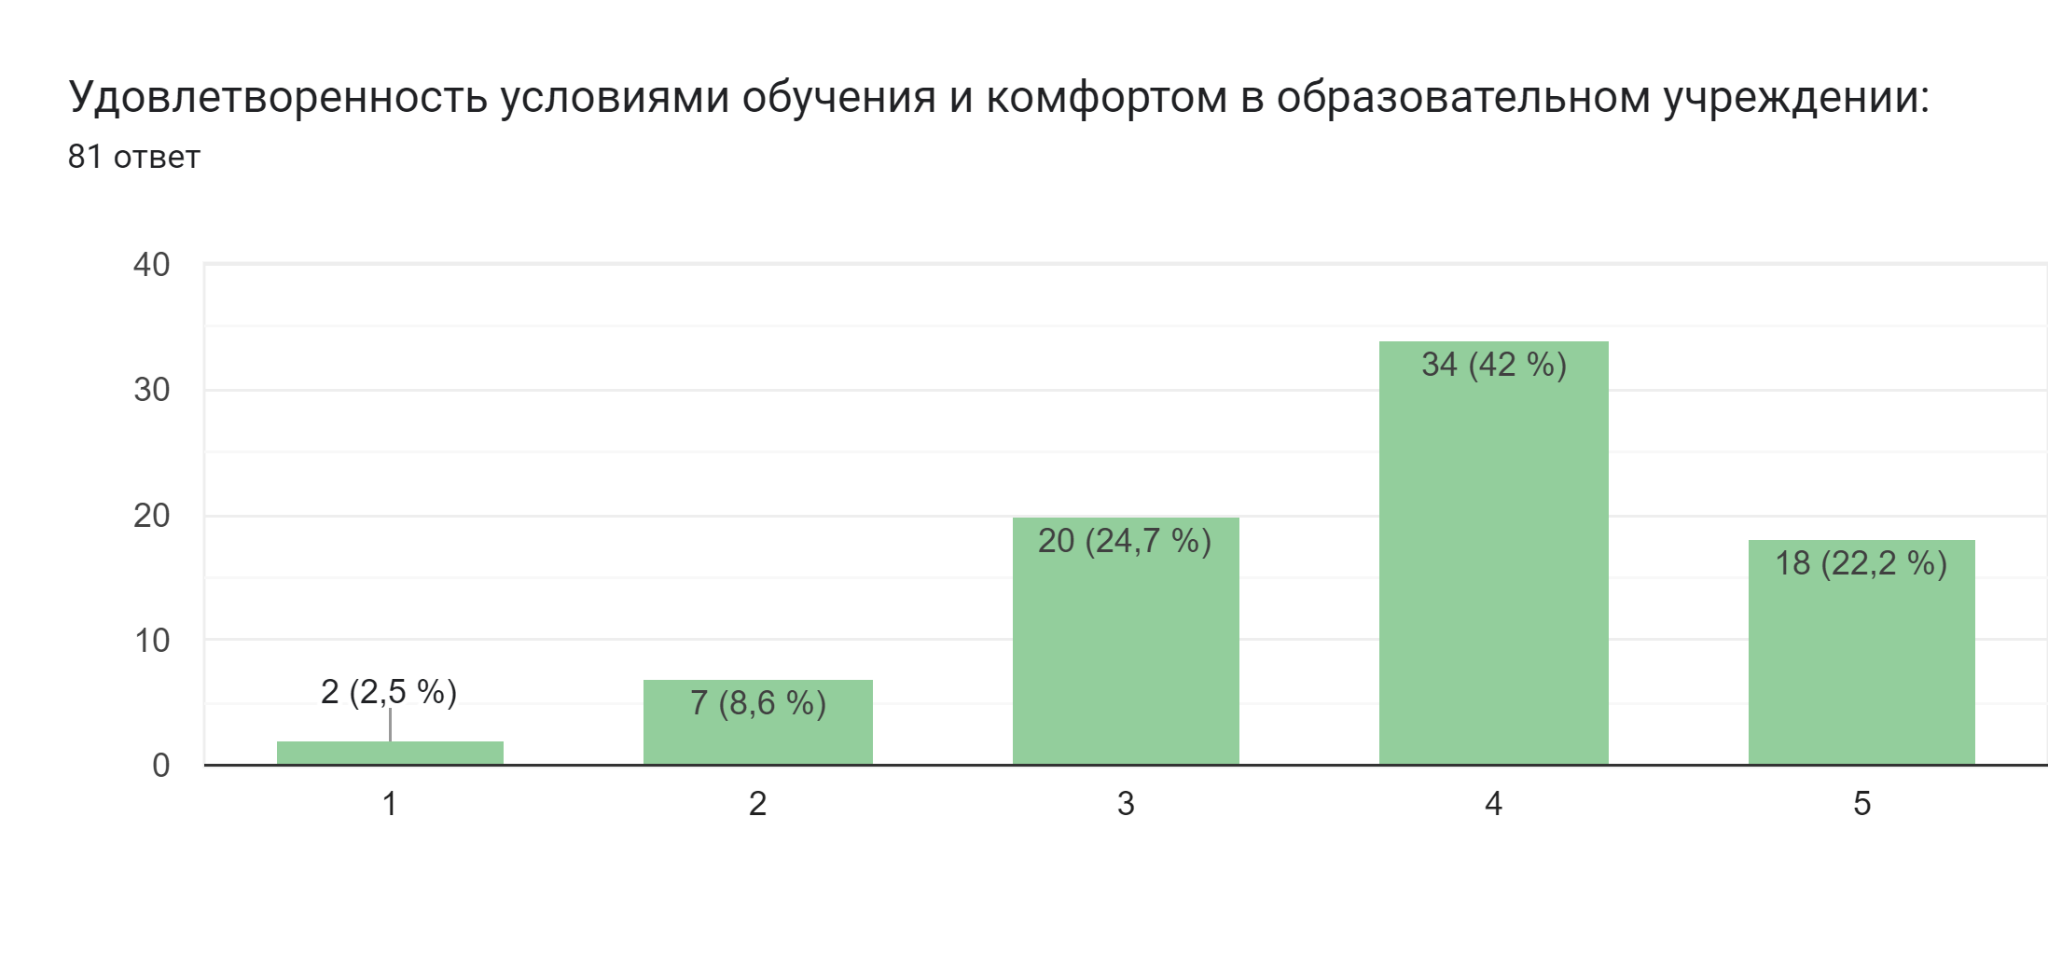 Удовлетворенность условиями обучения и комфортом в образовательном учреждении:
81 ответ
40
30
20
10
0
2 (2,5 %)
7 (8,6 %)
20 (24,7 %)
34 (42 %)
18 (22,2 %)
1
2
3
4
5